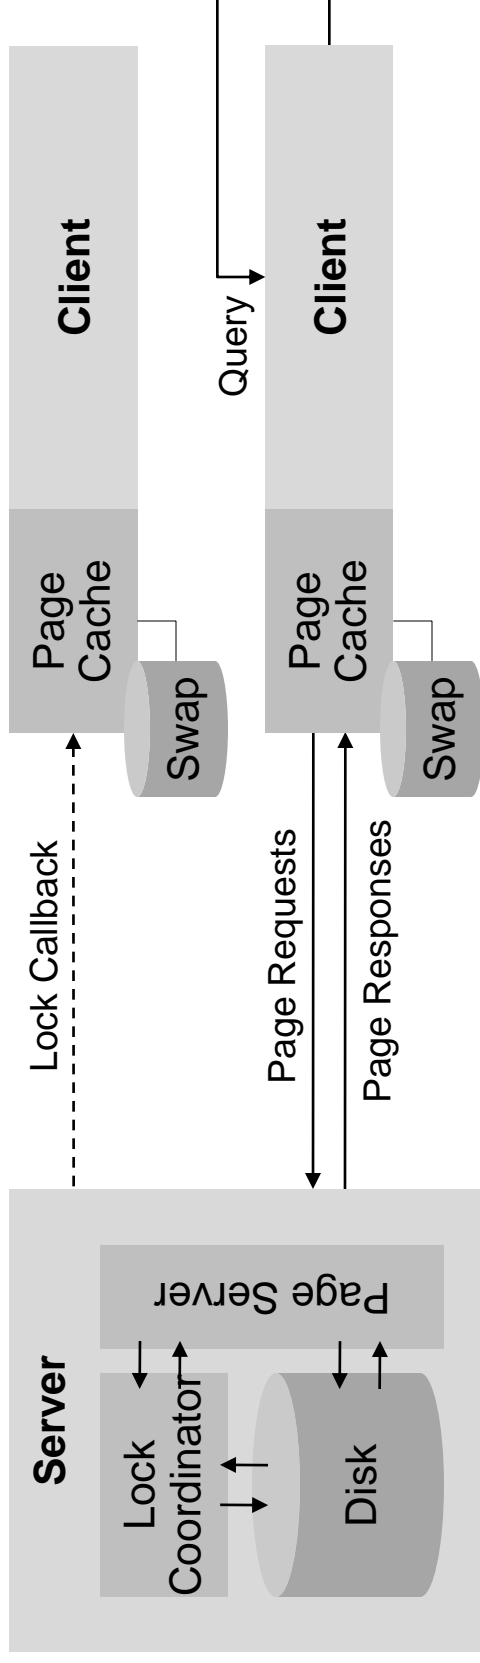 Server
Lock
Coordinator
Page Server
Disk
Lock Callback
Page Requests
Page Responses
Page
Cache
Swap
Client
Page
Cache
Swap
Query
Client